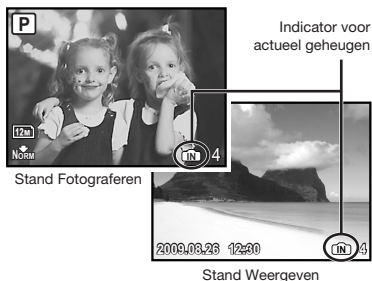 Indicator voor
actueel geheugen
P
12M
NORM
IN 4
Stand Fotograferen
2009.08.26 12:30
IN 4
Stand Weergeven